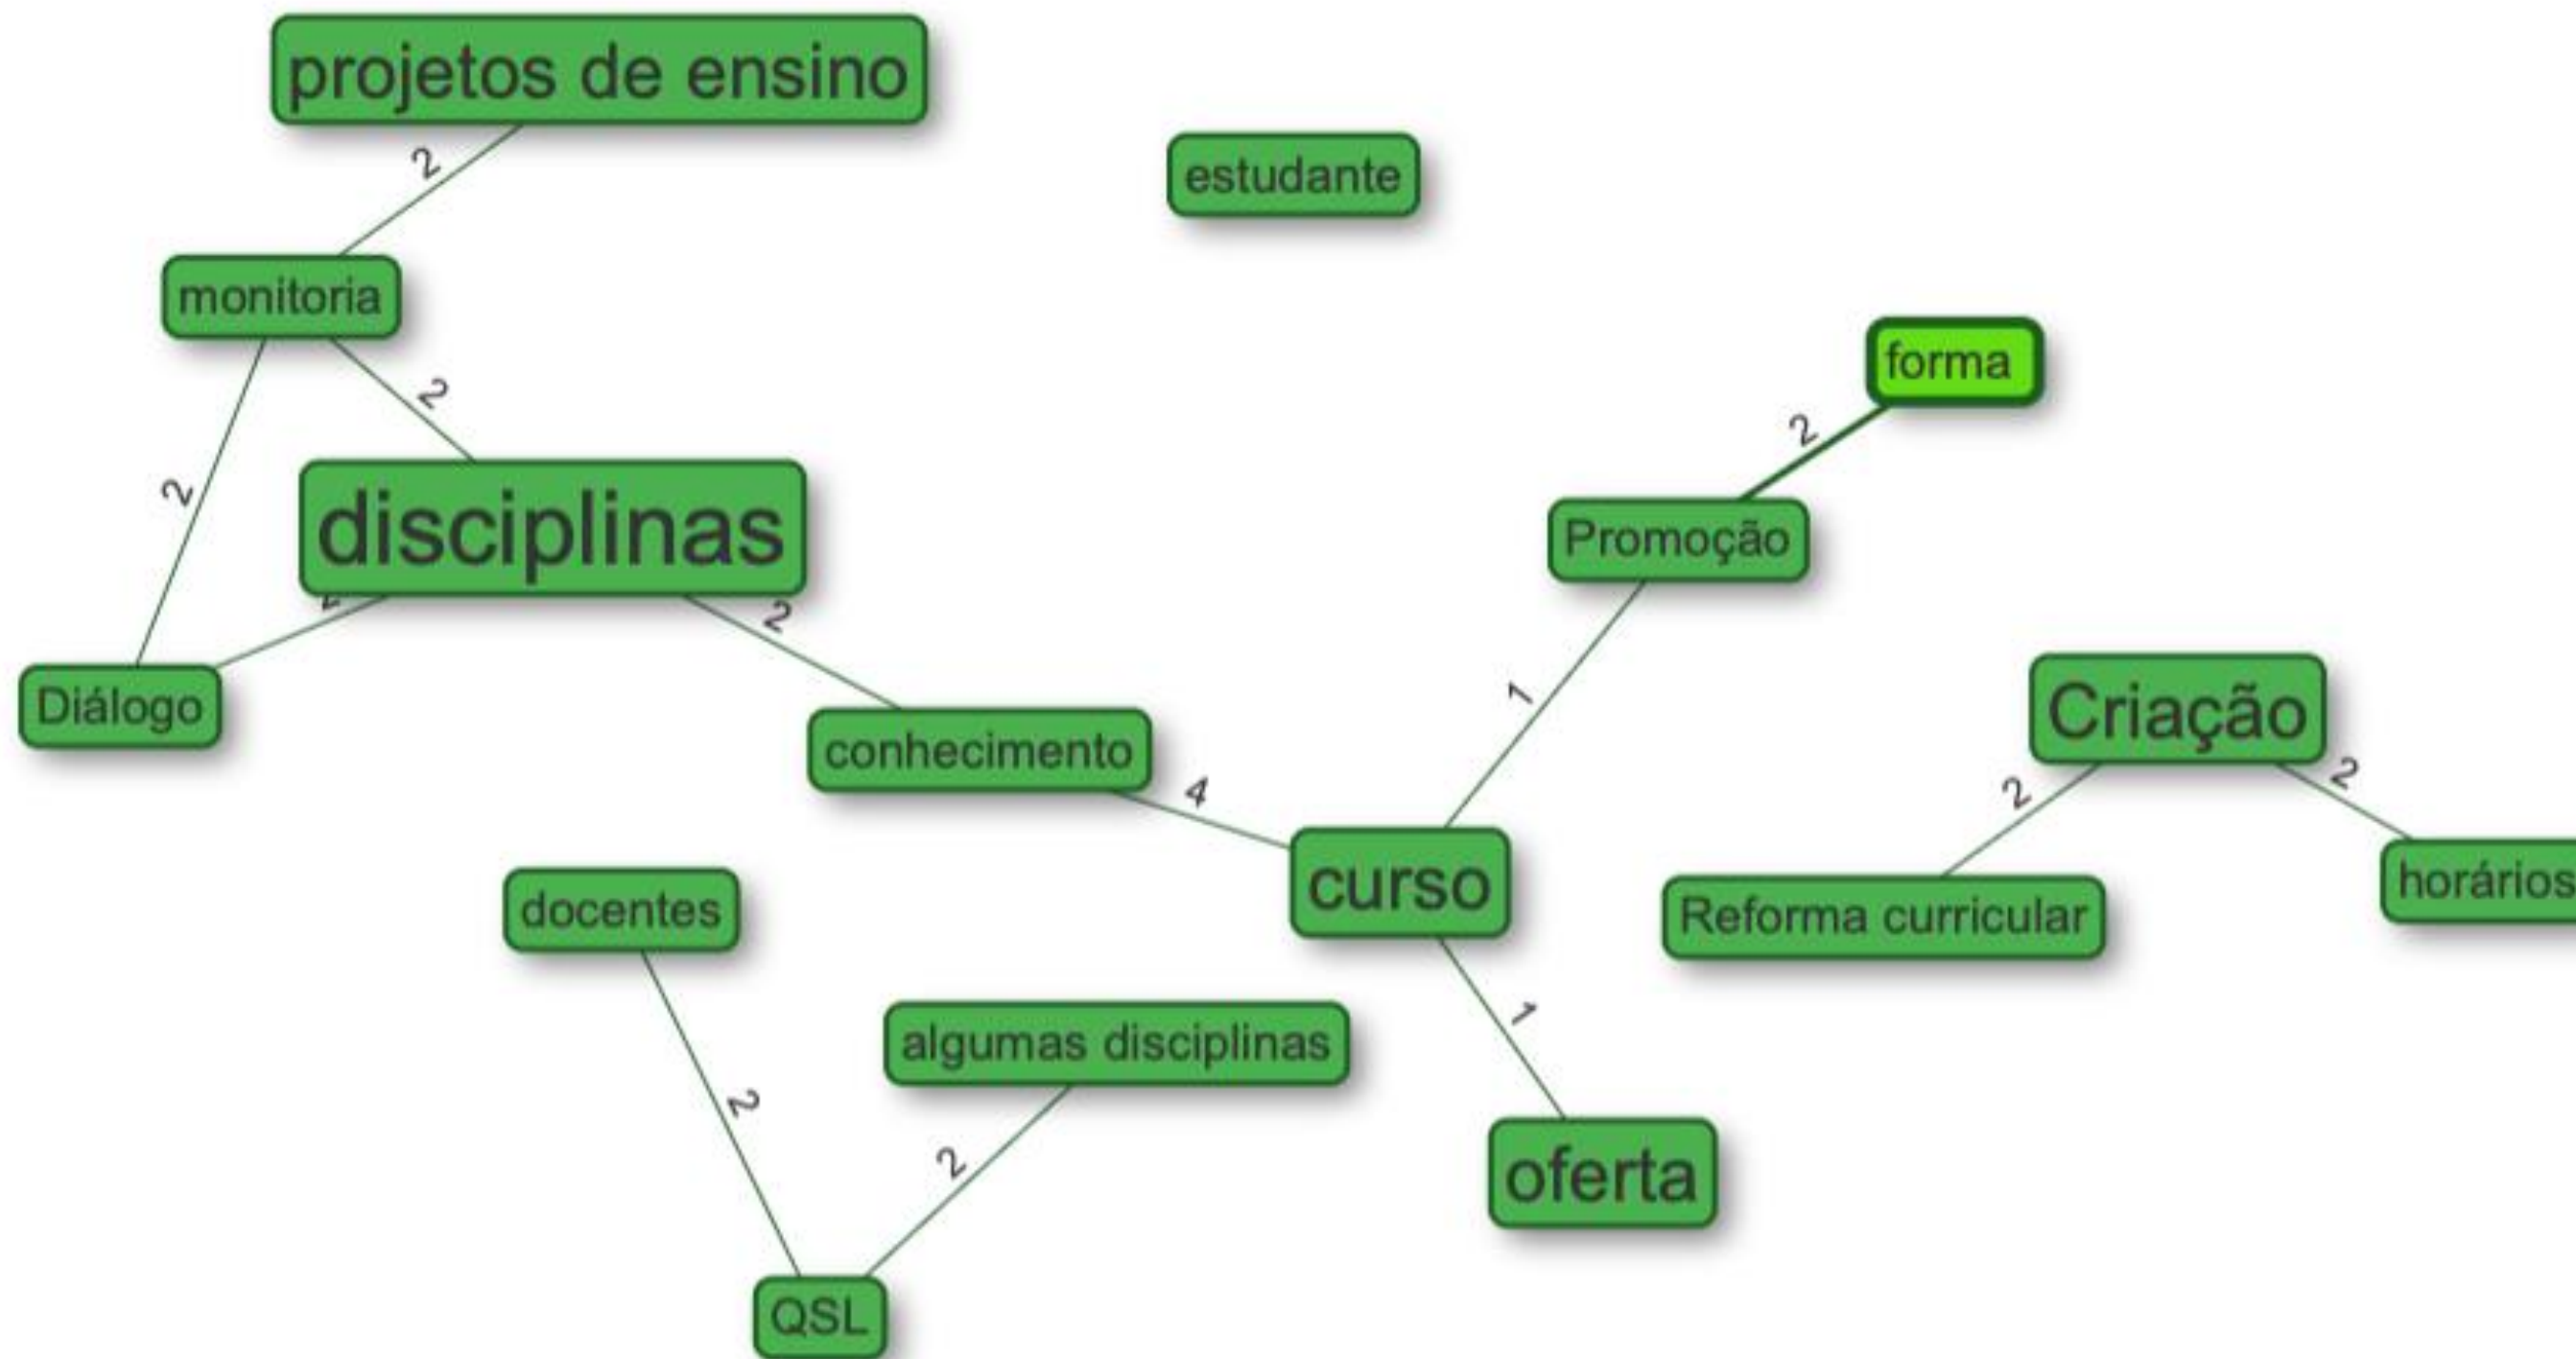 projetos de ensino
2
estudante
monitoria
forma
2
2
disciplinas
Promoção
2
2
Diálogo
1
Criação
conhecimento
4
2
2
curso
horários
docentes
Reforma curricular
algumas disciplinas
1
2
2
oferta
QSL